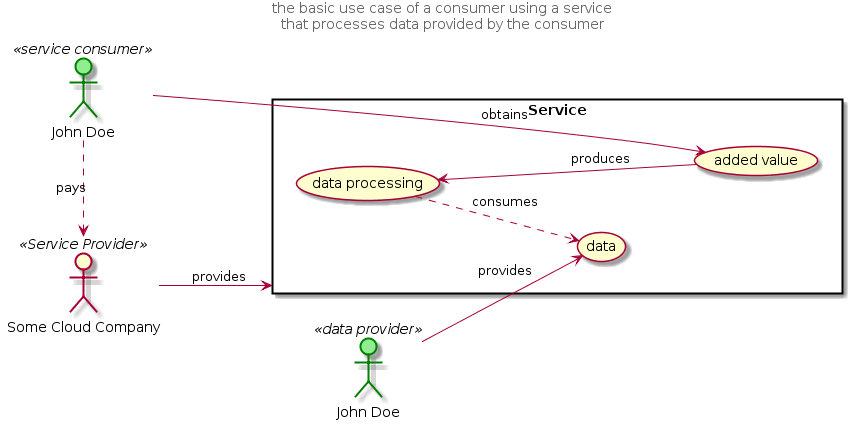 the basic use case of a consumer using a service
that processes data provided by the consumer
«service consumer»
John Doe
obtains
Service
added value
produces
data processing
pays
consumes
«Service Provider»
data
provides
provides
Some Cloud Company
«data provider»
John Doe